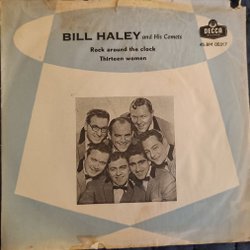 BILL HALEY and His Comets
Rock around the clock
Thirteen women
DECCA